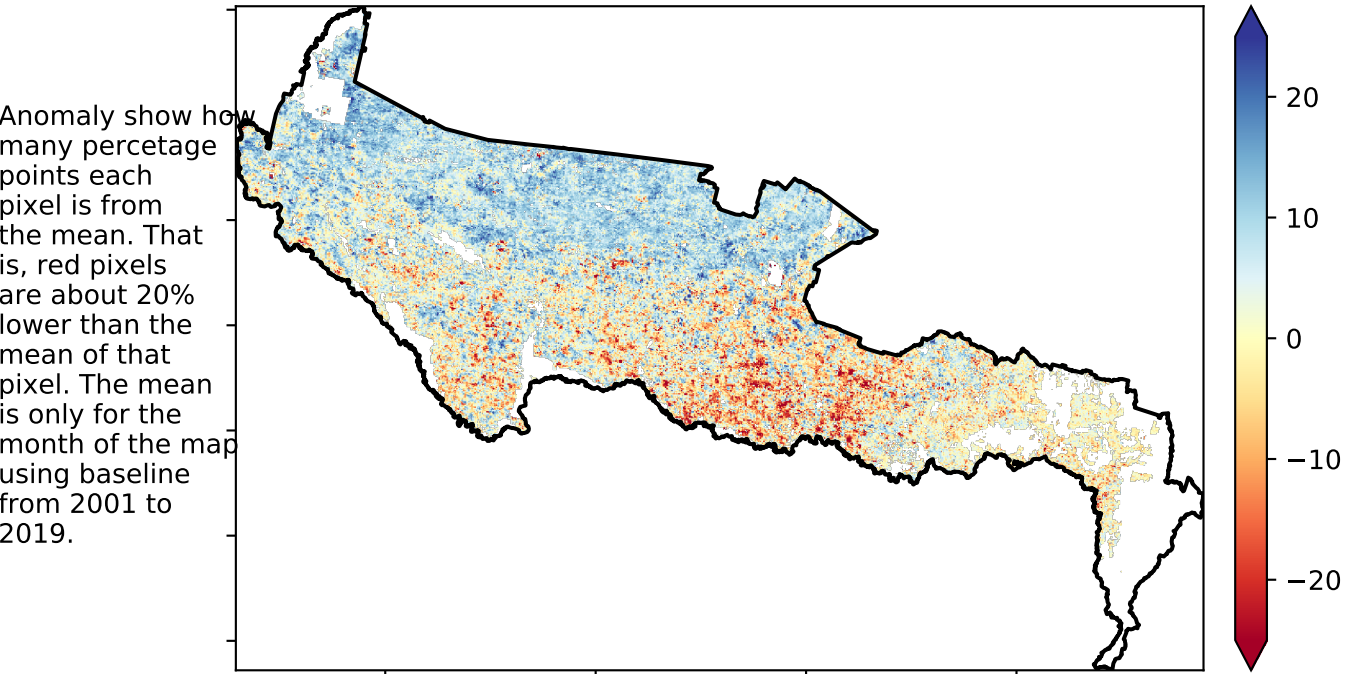 Anomaly show how
many percetage
points each
pixel is from
the mean. That
is, red pixels
are about 20%
lower than the
mean of that
pixel. The mean
is only for the
month of the map
using baseline
from 2001 to
2019.
20
10
0
−10
−20